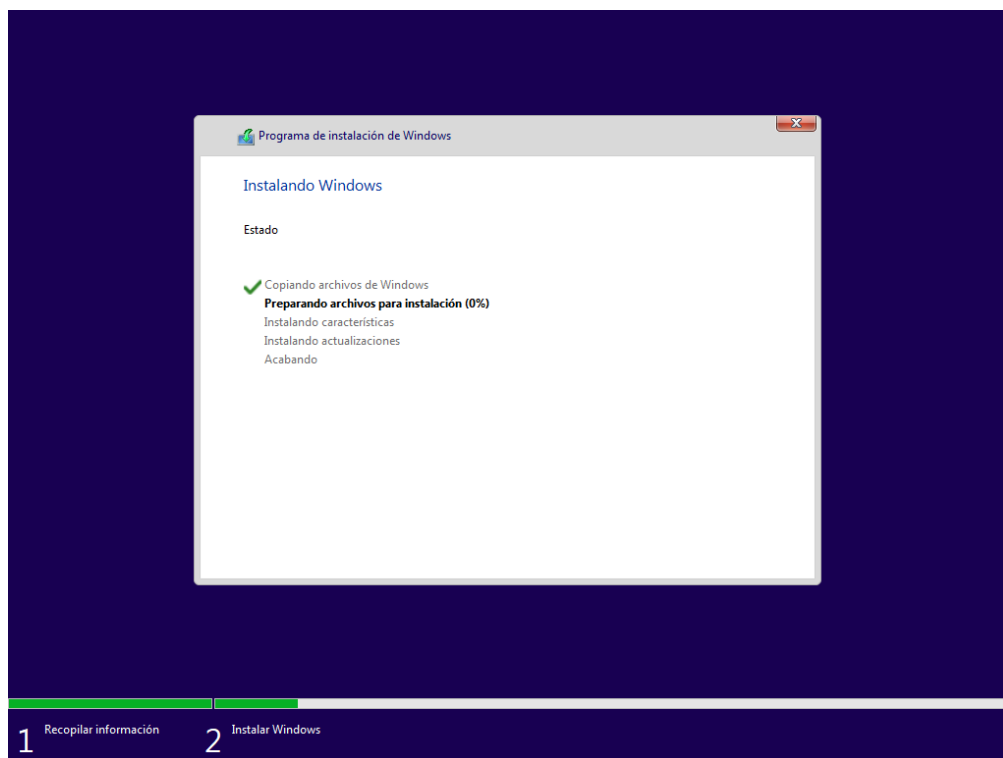 Programa de instalación de Windows
Instalando Windows
Estado
Copiando archivos de Windows
Preparando archivos para instalación (0%)
Instalando características
Instalando actualizaciones
Acabando
1 Recopilar información 2 Instalar Windows